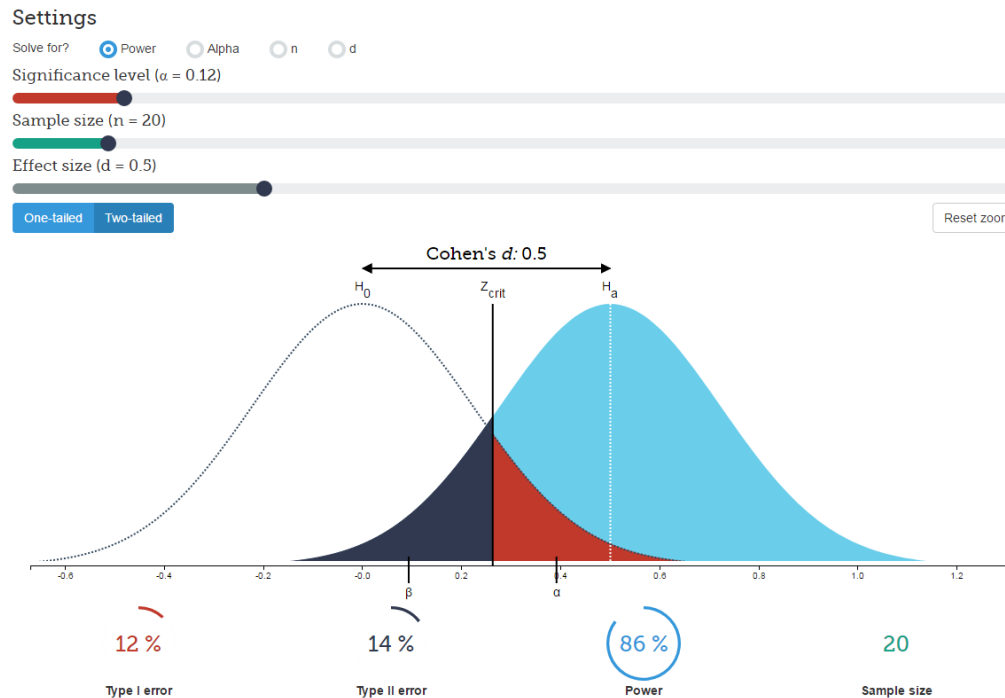 Settings
Solve for? Power Alpha n d
Significance level (α = 0.12)
Sample size (n = 20)
Effect size (d = 0.5)
One-tailed Two-tailed Reset zoom
Cohen's d: 0.5
H0 Zcrit Ha
-0.6 -0.4 -0.2 -0.0 0.2 0.4 0.6 0.8 1.0 1.2
β α
12 % 14 % 86 % 20
Type I error Type II error Power Sample size